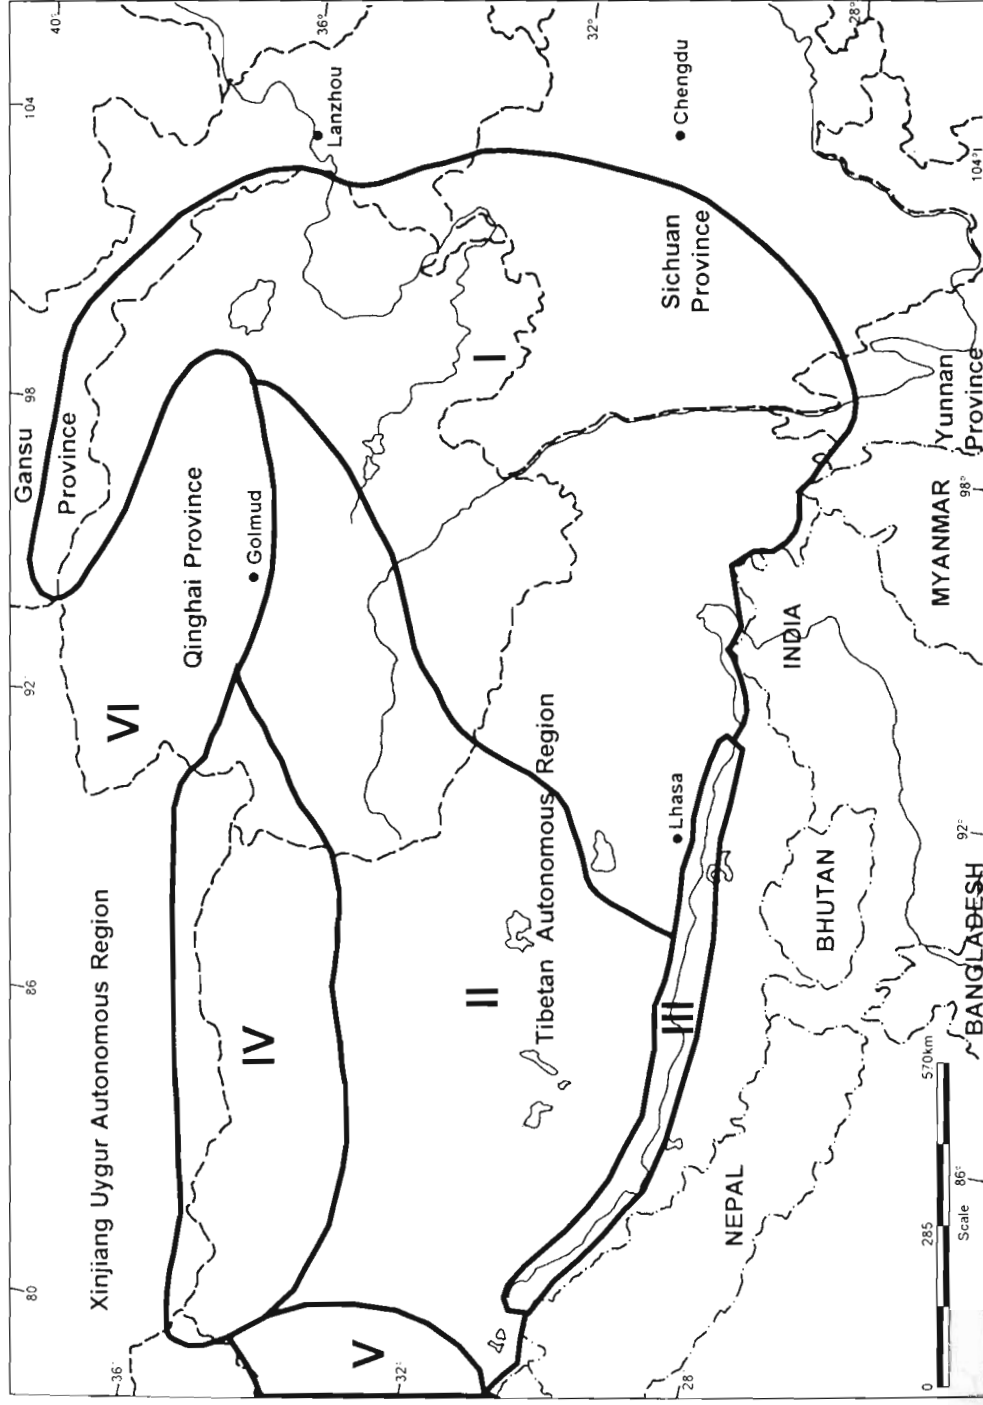 40°
36°
32°
28°
104
98
92
86
80
104°
98°
92°
86°
36°
32°
28
Gansu
Province
Lanzhou
Chengdu
Sichuan
Province
Yunnan
Province
Qinghai Province
Golmud
I
VI
MYANMAR
INDIA
Xinjiang Uygur Autonomous Region
IV
II
Tibetan Autonomous Region
Lhasa
III
BHUTAN
BANGLADESH
NEPAL
V
0
285
570km
Scale